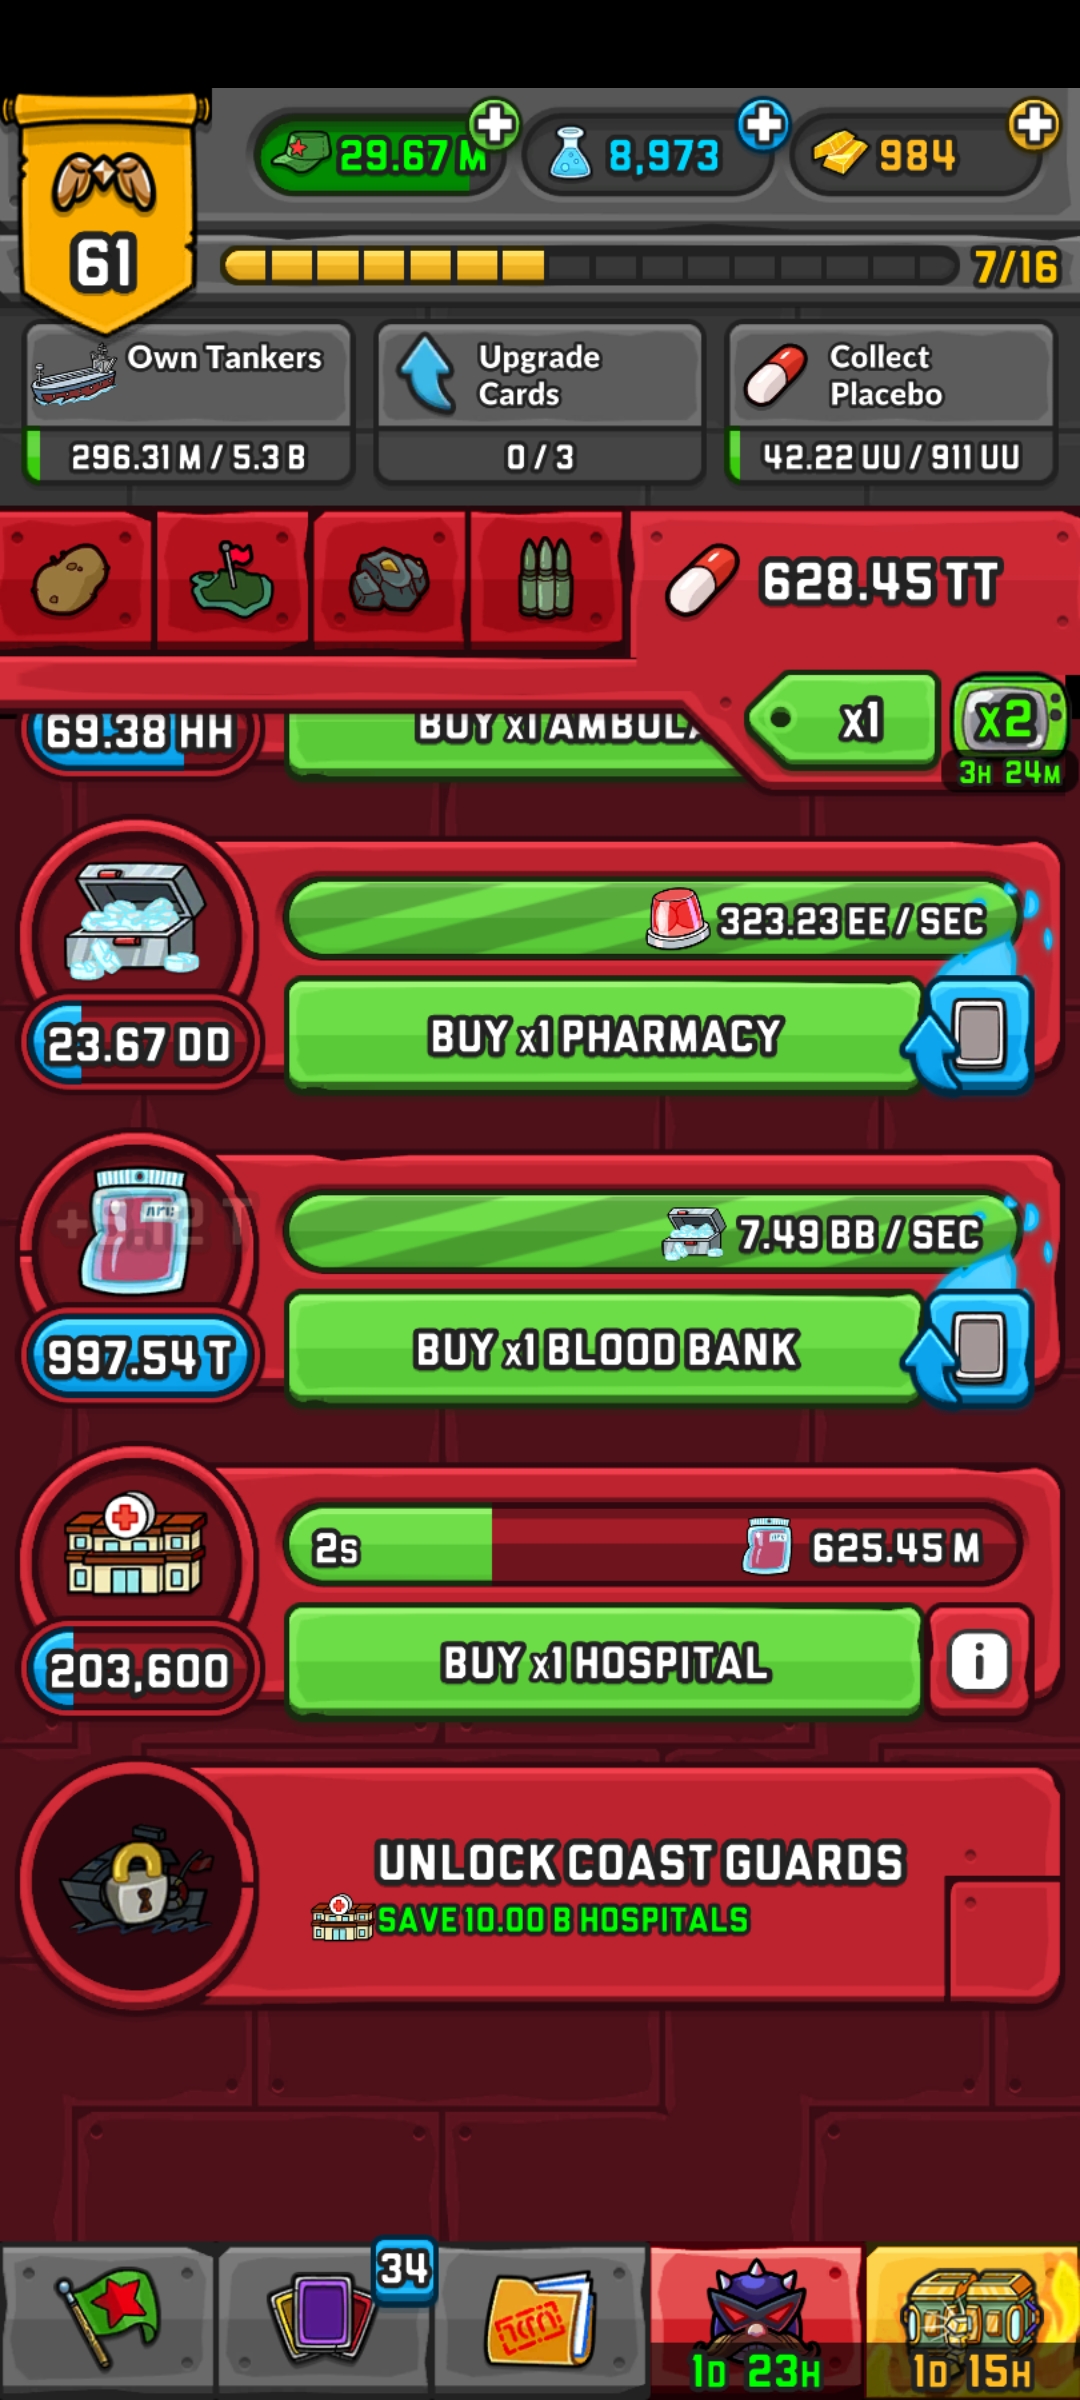 29.67 M
8,973
984
61
7/16
Own Tankers
296.31 M / 5.3 B
Upgrade
Cards
0 / 3
Collect
Placebo
42.22 UU / 911 UU
628.45 TT
x1
x2
3H 24M
69.38 HH
BUY x1
323.23 EE / SEC
23.67 DD
BUY x1 PHARMACY
7.49 BB / SEC
997.54 T
BUY x1 BLOOD BANK
2s
625.45 M
203,600
BUY x1 HOSPITAL
i
UNLOCK COAST GUARDS
SAVE 10.00 B HOSPITALS
34
1D 23H
1D 15H